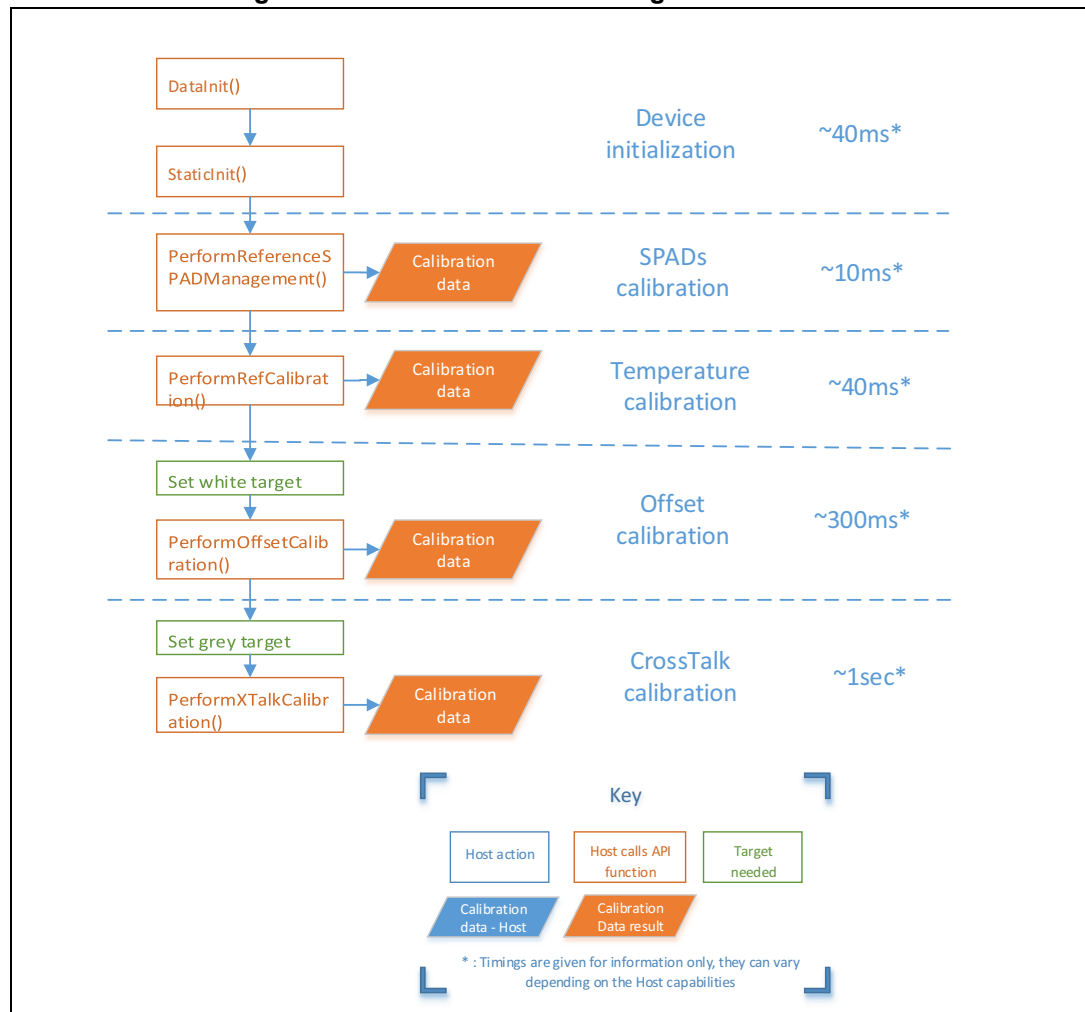 DataInit()
Device
initialization
~40ms*
StaticInit()
PerformReferenceS
PADManagement()
Calibration
data
SPADs
calibration
~10ms*
PerformRefCalibrat
ion()
Calibration
data
Temperature
calibration
~40ms*
Set white target
PerformOffsetCalib
ration()
Calibration
data
Offset
calibration
~300ms*
Set grey target
PerformXTalkCalibr
ation()
Calibration
data
CrossTalk
calibration
~1sec*
Key
Host action
Host calls API
function
Target
needed
Calibration
data - Host
Calibration
Data result
* : Timings are given for information only, they can vary
depending on the Host capabilities